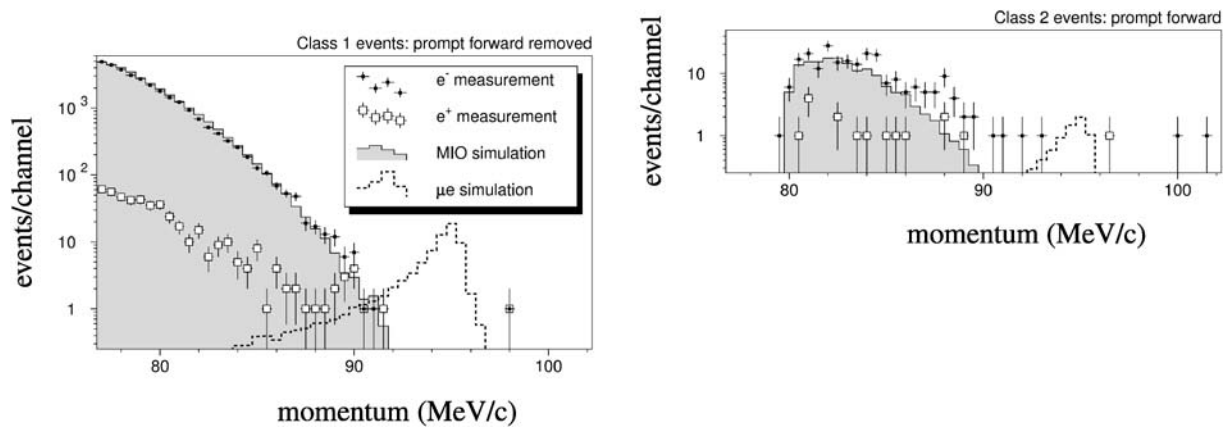 Class 1 events: prompt forward removed
events/channel
10³
10²
10
1
e⁻ measurement
e⁺ measurement
MIO simulation
μe simulation
80
90
100
momentum (MeV/c)
Class 2 events: prompt forward
events/channel
10
1
80
90
100
momentum (MeV/c)